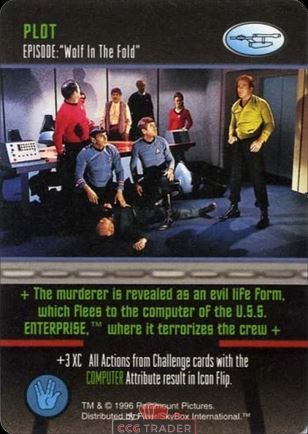 PLOT
EPISODE: "Wolf In The Fold"
+ The murderer is revealed as an evil life form,
which flees to the computer of the U.S.S.
ENTERPRISE,™ where it terrorizes the crew +
+3 XC All Actions from Challenge cards with the
COMPUTER Attribute result in Icon Flip.
TM & © 1996 Paramount Pictures.
Distributed by SkyBox International.™
CCG TRADER